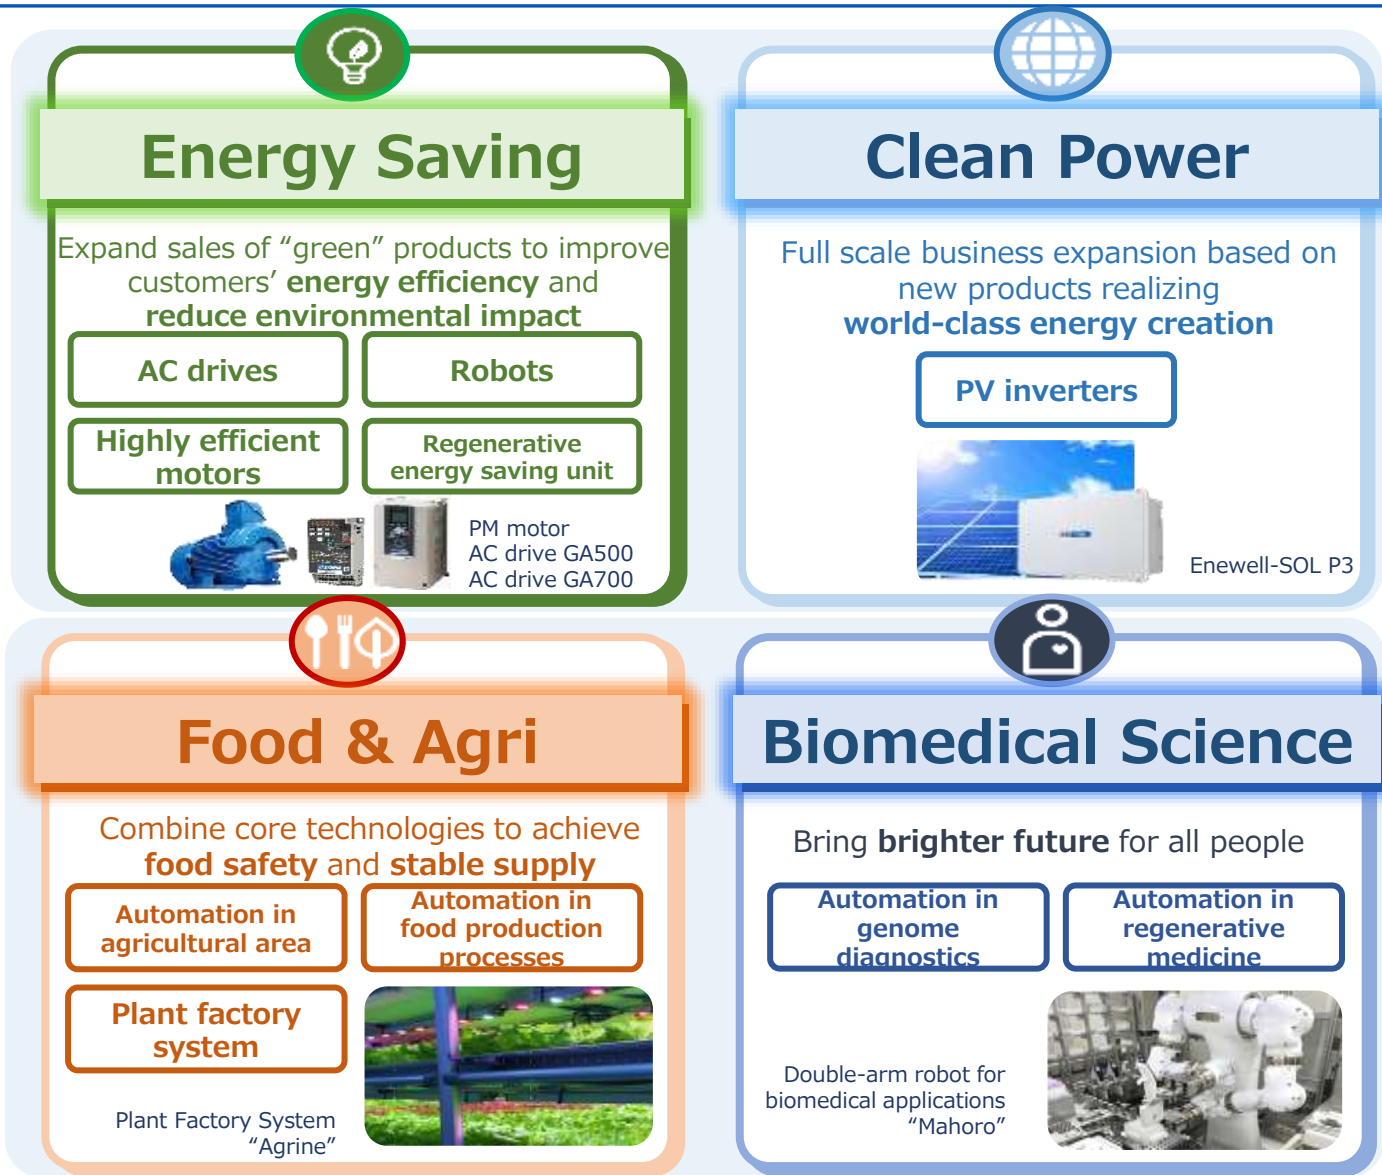 Energy Saving
Expand sales of “green” products to improve
customers’ energy efficiency and
reduce environmental impact
AC drives
Robots
Highly efficient
motors
Regenerative
energy saving unit
PM motor
AC drive GA500
AC drive GA700
Clean Power
Full scale business expansion based on
new products realizing
world-class energy creation
PV inverters
Enewell-SOL P3
Food & Agri
Combine core technologies to achieve
food safety and stable supply
Automation in
agricultural area
Automation in
food production
processes
Plant factory
system
Plant Factory System
“Agrine”
Biomedical Science
Bring brighter future for all people
Automation in
genome
diagnostics
Automation in
regenerative
medicine
Double-arm robot for
biomedical applications
“Mahoro”